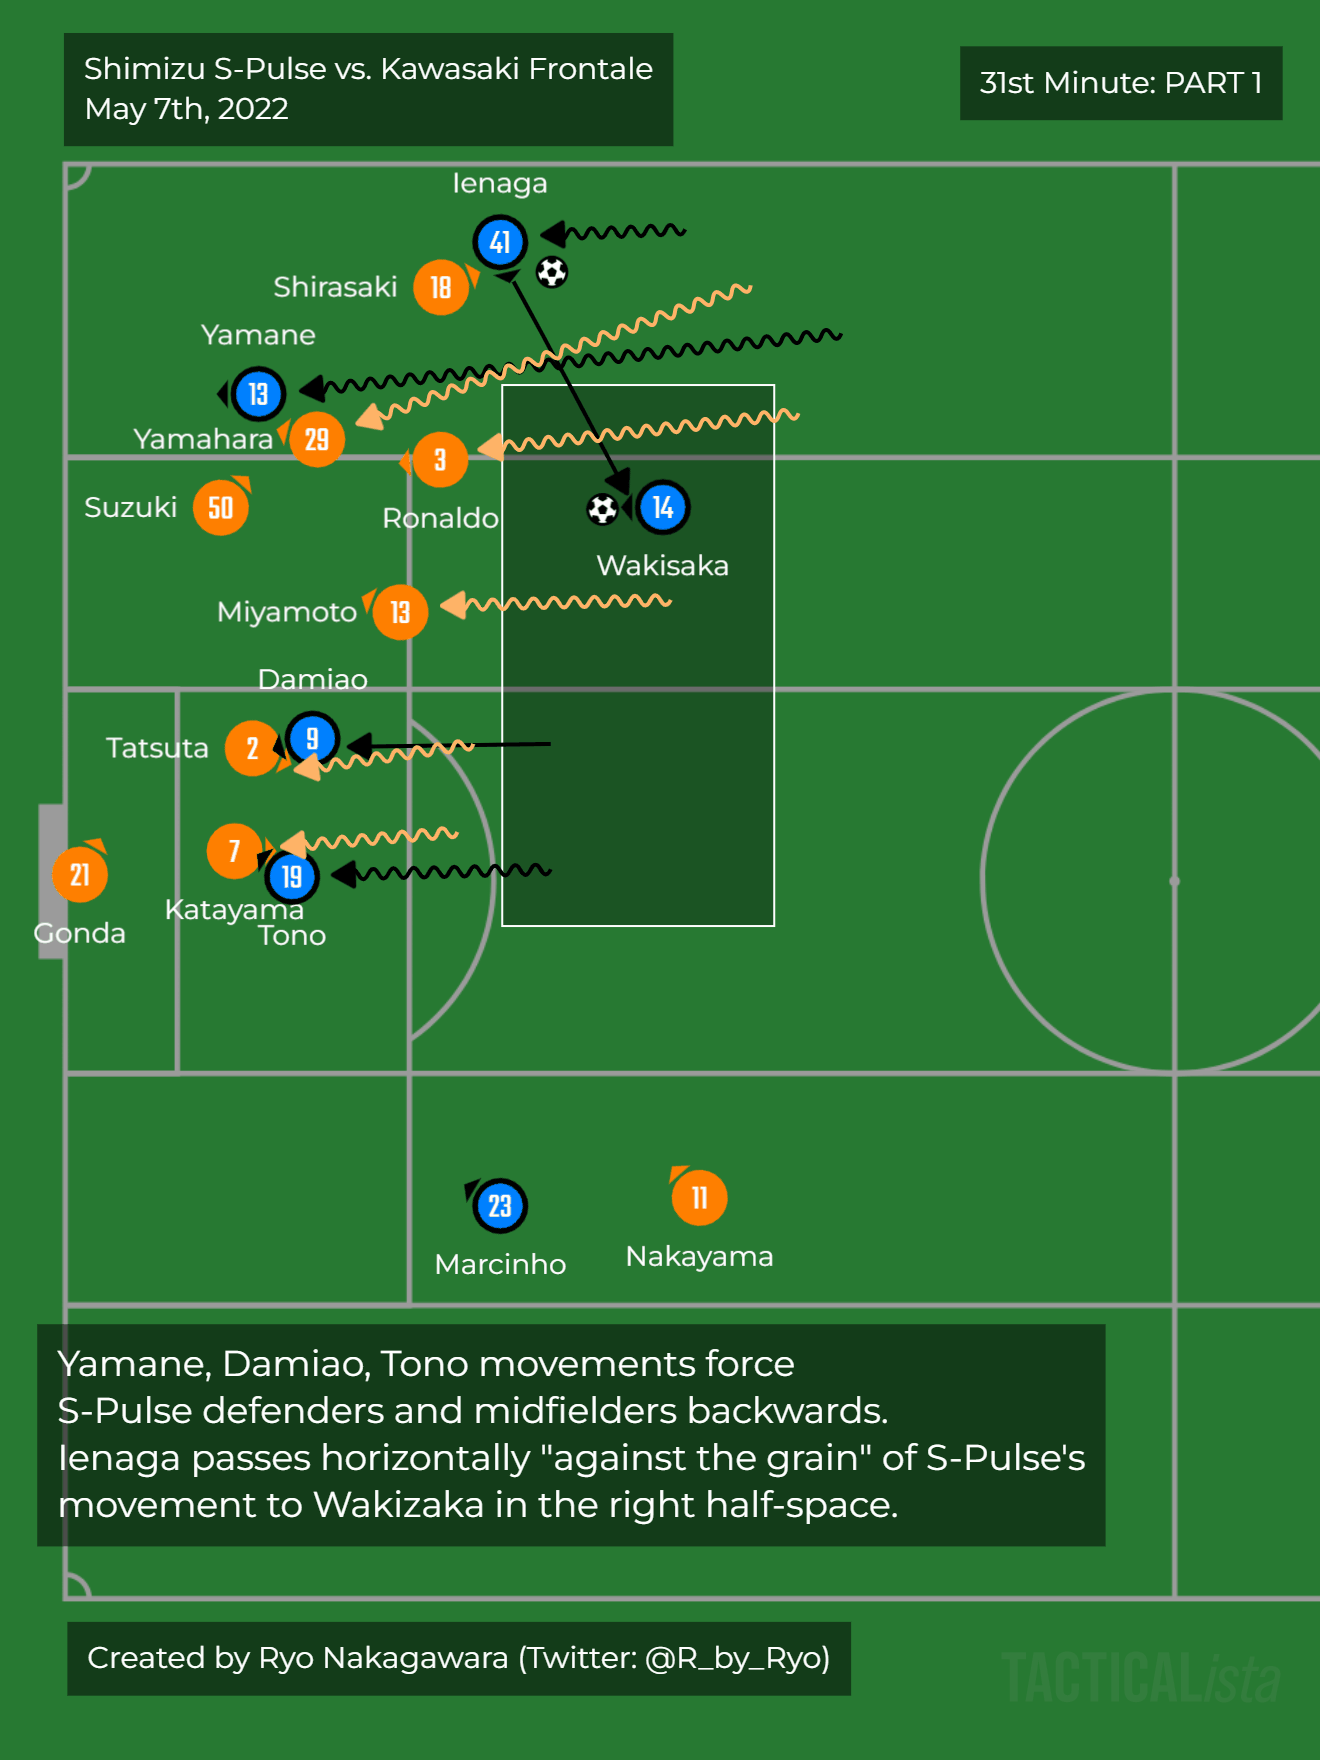 Shimizu S-Pulse vs. Kawasaki Frontale
May 7th, 2022
31st Minute: PART 1
Ienaga
41
Shirasaki
18
Yamane
13
Yamahara
29
3
Suzuki
50
Ronaldo
14
Wakisaka
Miyamoto
13
Damiao
Tatsuta
2
9
7
21
19
Katayama
Gonda
Tono
23
11
Marcinho
Nakayama
Yamane, Damiao, Tono movements force
S-Pulse defenders and midfielders backwards.
Ienaga passes horizontally "against the grain" of S-Pulse's
movement to Wakizaka in the right half-space.
Created by Ryo Nakagawara (Twitter: @R_by_Ryo)
TACTICALista